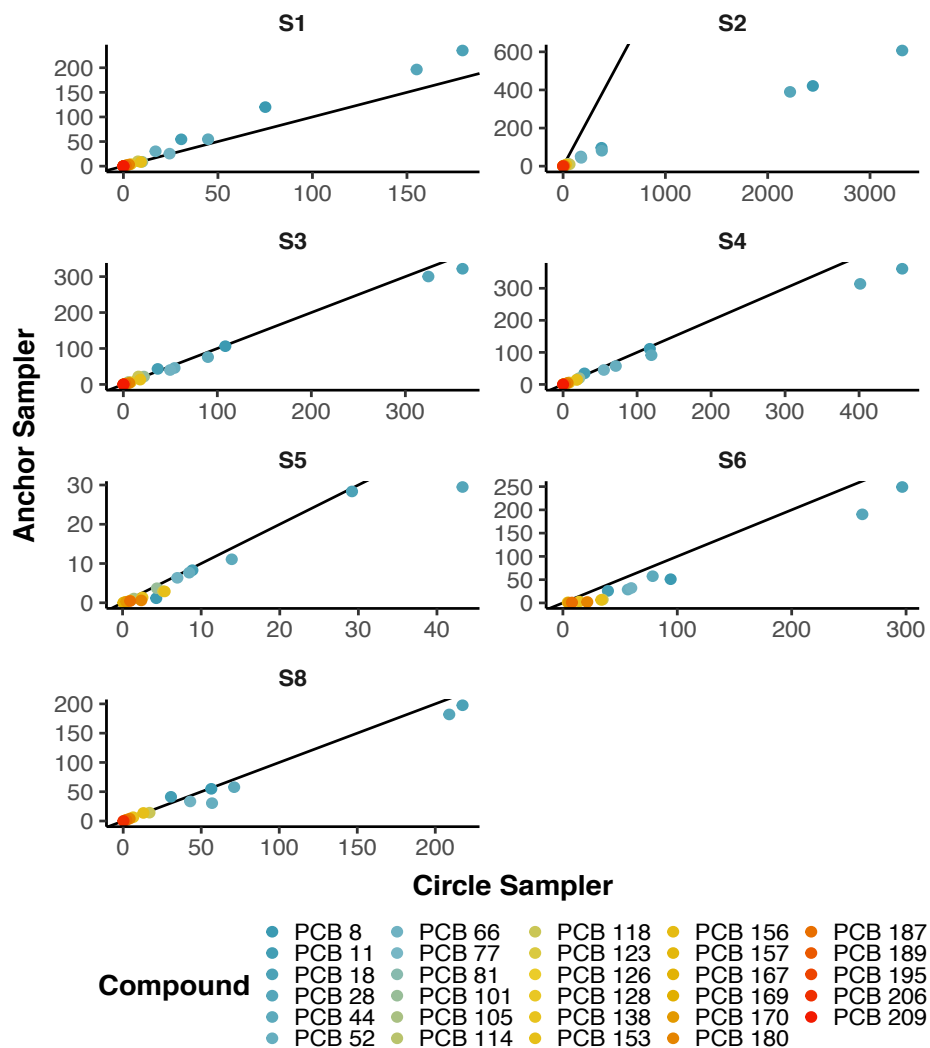 S1
S2
200
150
100
50
0
0 50 100 150
600
400
200
0
0 1000 2000 3000
S3
S4
300
200
100
0
0 100 200 300
300
200
100
0
0 100 200 300 400
S5
S6
30
20
10
0
0 10 20 30 40
250
200
150
100
50
0
0 100 200 300
S8
200
150
100
50
0
0 50 100 150 200
Anchor Sampler
Circle Sampler
Compound
PCB 8
PCB 11
PCB 18
PCB 28
PCB 44
PCB 52
PCB 66
PCB 77
PCB 81
PCB 101
PCB 105
PCB 114
PCB 118
PCB 123
PCB 126
PCB 128
PCB 138
PCB 153
PCB 156
PCB 157
PCB 167
PCB 169
PCB 170
PCB 180
PCB 187
PCB 189
PCB 195
PCB 206
PCB 209